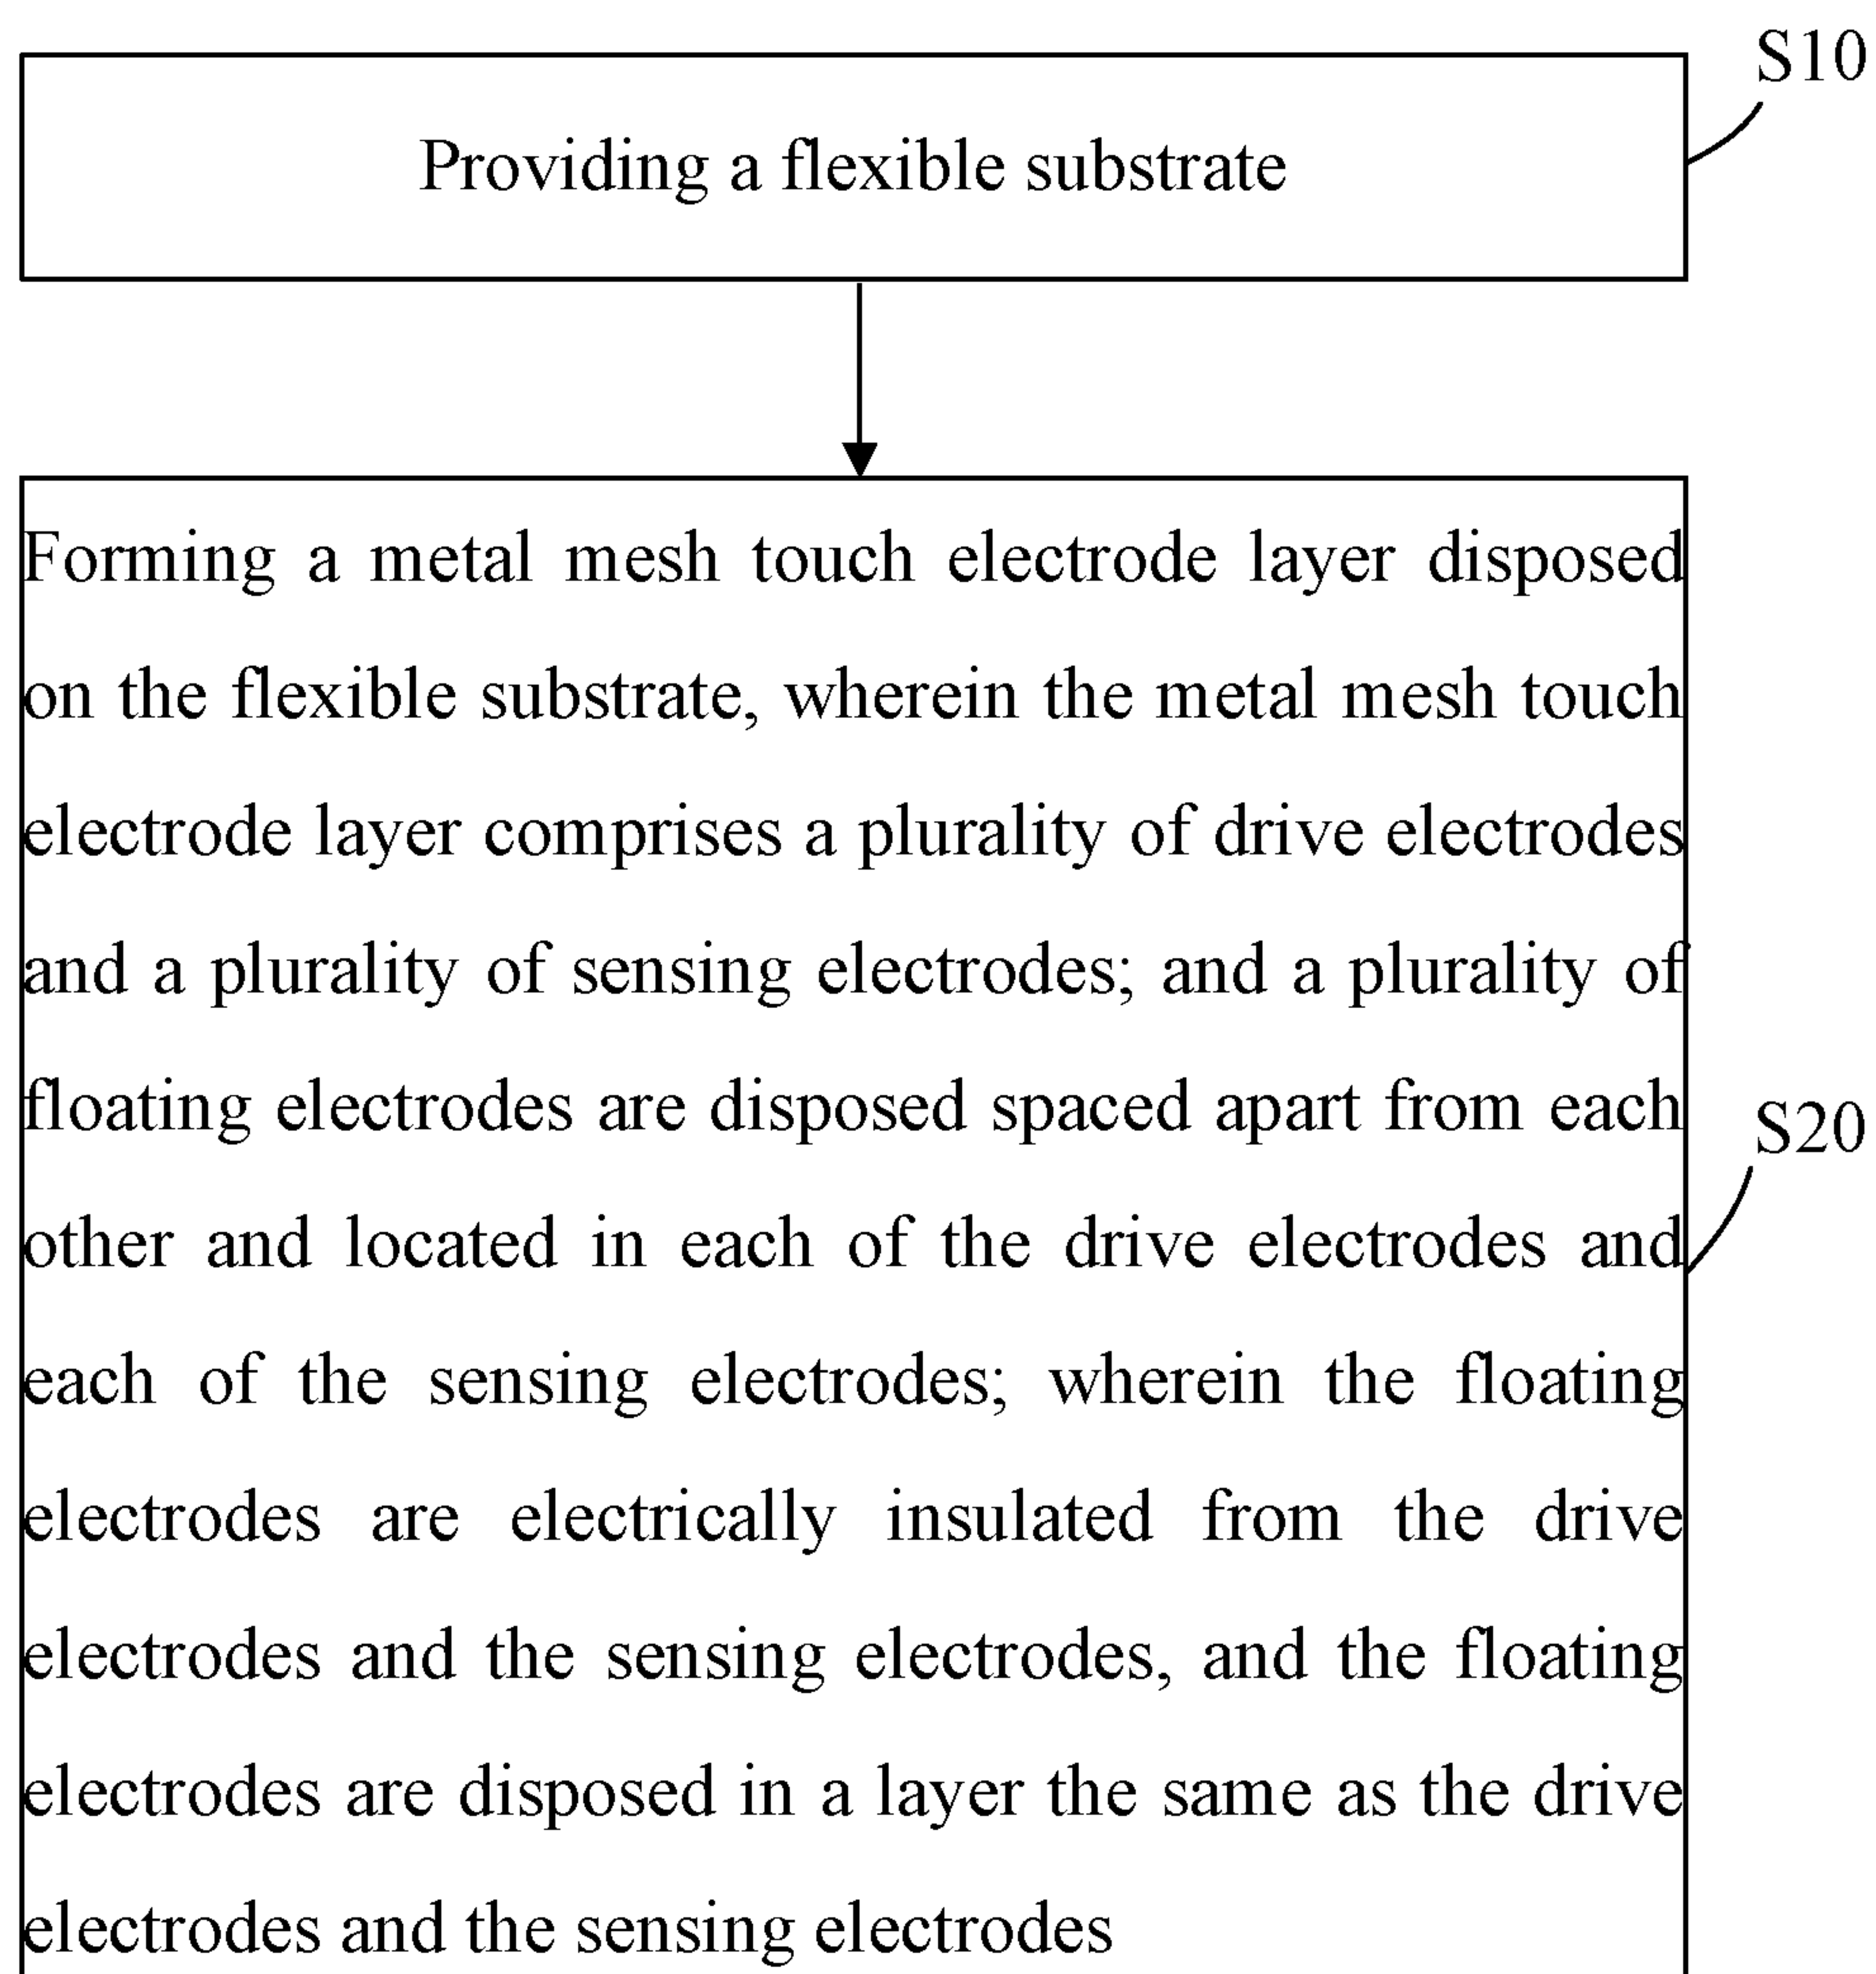 S10
Providing a flexible substrate
Forming a metal mesh touch electrode layer disposed
on the flexible substrate, wherein the metal mesh touch
electrode layer comprises a plurality of drive electrodes
and a plurality of sensing electrodes; and a plurality of
floating electrodes are disposed spaced apart from each
S20
other and located in each of the drive electrodes and
each of the sensing electrodes; wherein the floating
electrodes are electrically insulated from the drive
electrodes and the sensing electrodes, and the floating
electrodes are disposed in a layer the same as the drive
electrodes and the sensing electrodes